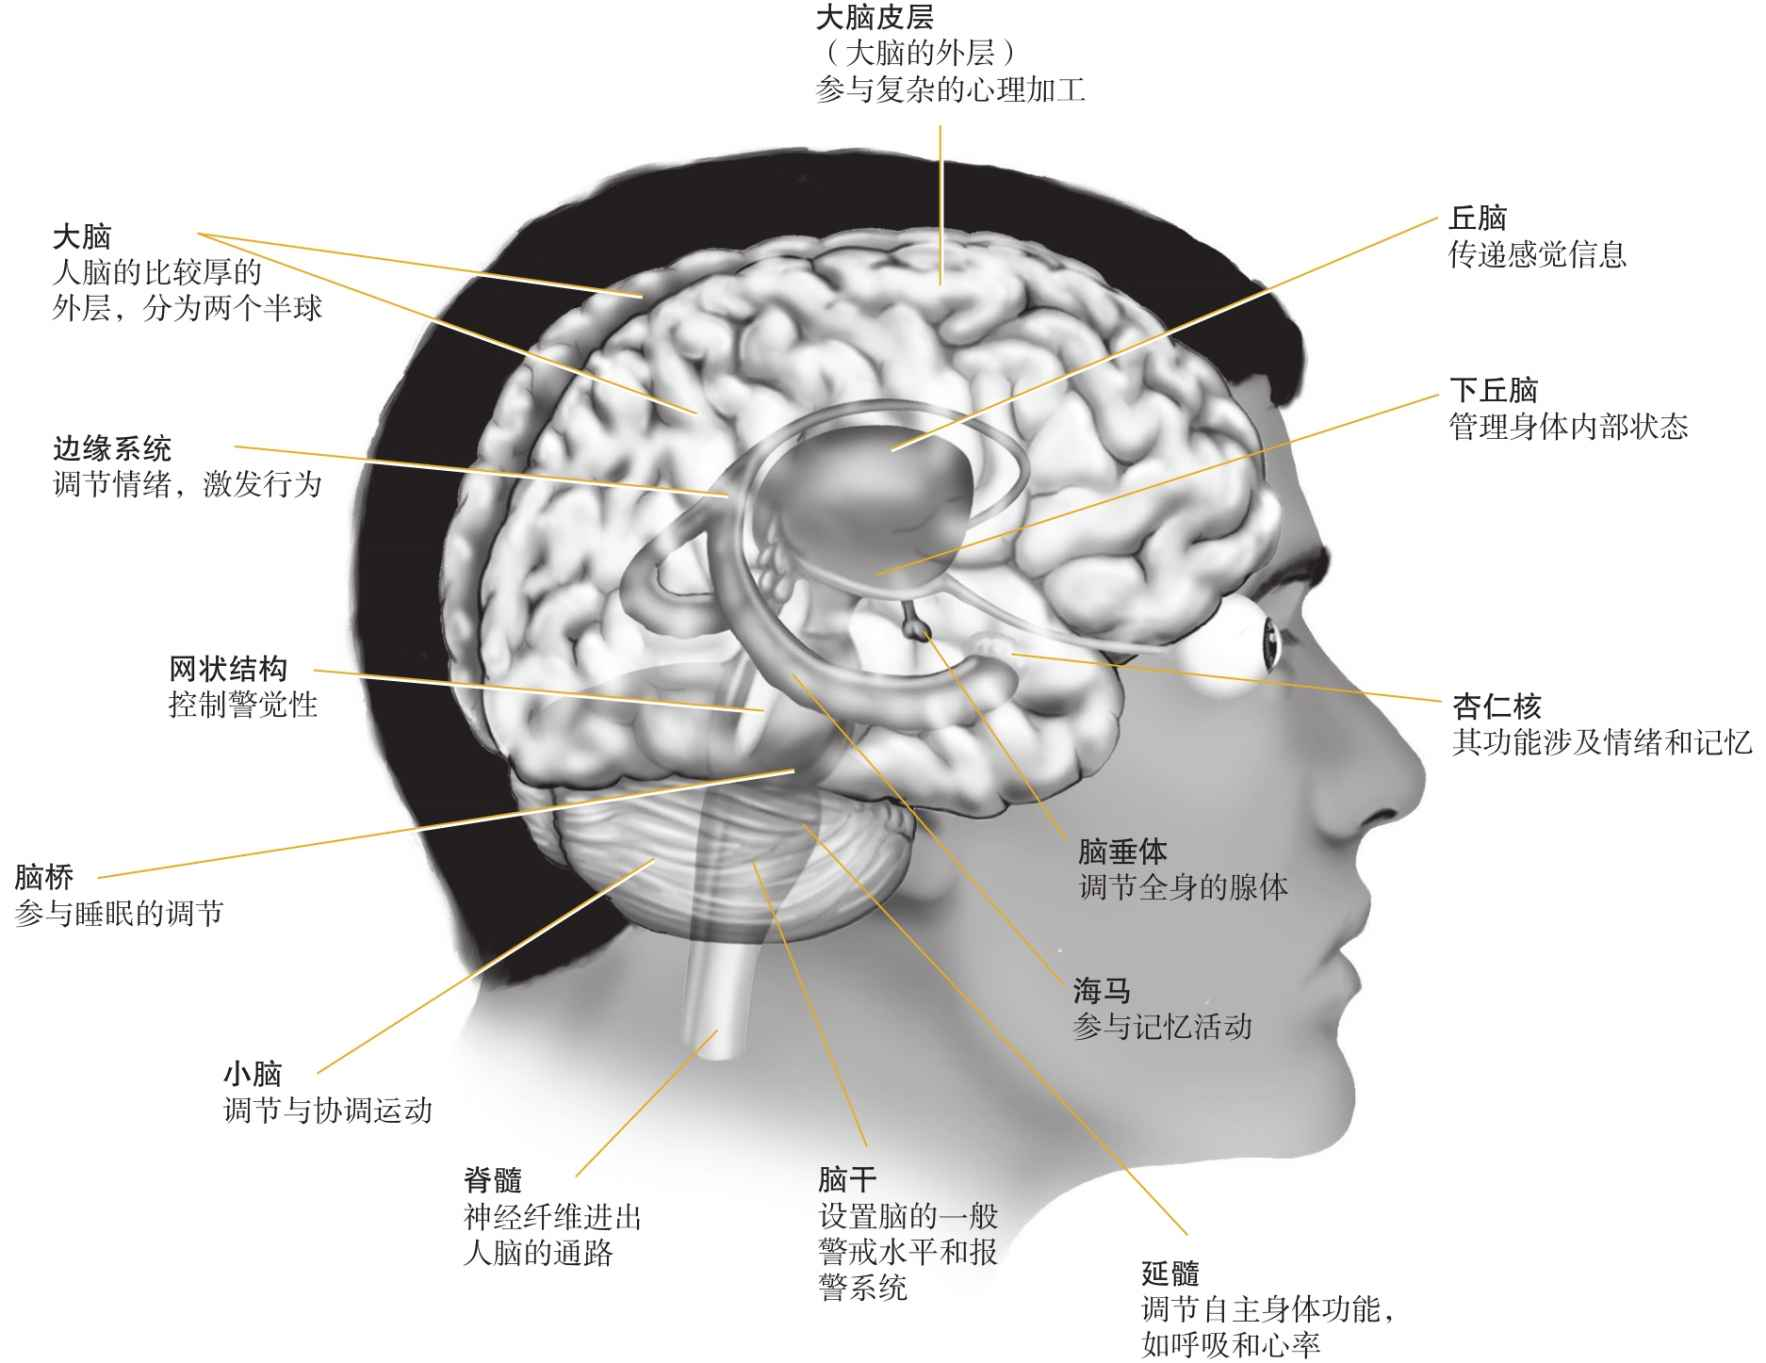 大脑皮层
（大脑的外层）
参与复杂的心理加工
大脑
人脑的比较厚的
外层，分为两个半球
丘脑
传递感觉信息
下丘脑
管理身体内部状态
边缘系统
调节情绪，激发行为
网状结构
控制警觉性
杏仁核
其功能涉及情绪和记忆
脑桥
参与睡眠的调节
脑垂体
调节全身的腺体
海马
参与记忆活动
小脑
调节与协调运动
脊髓
神经纤维进出
人脑的通路
脑干
设置脑的一般
警戒水平和报
警系统
延髓
调节自主身体功能，
如呼吸和心率